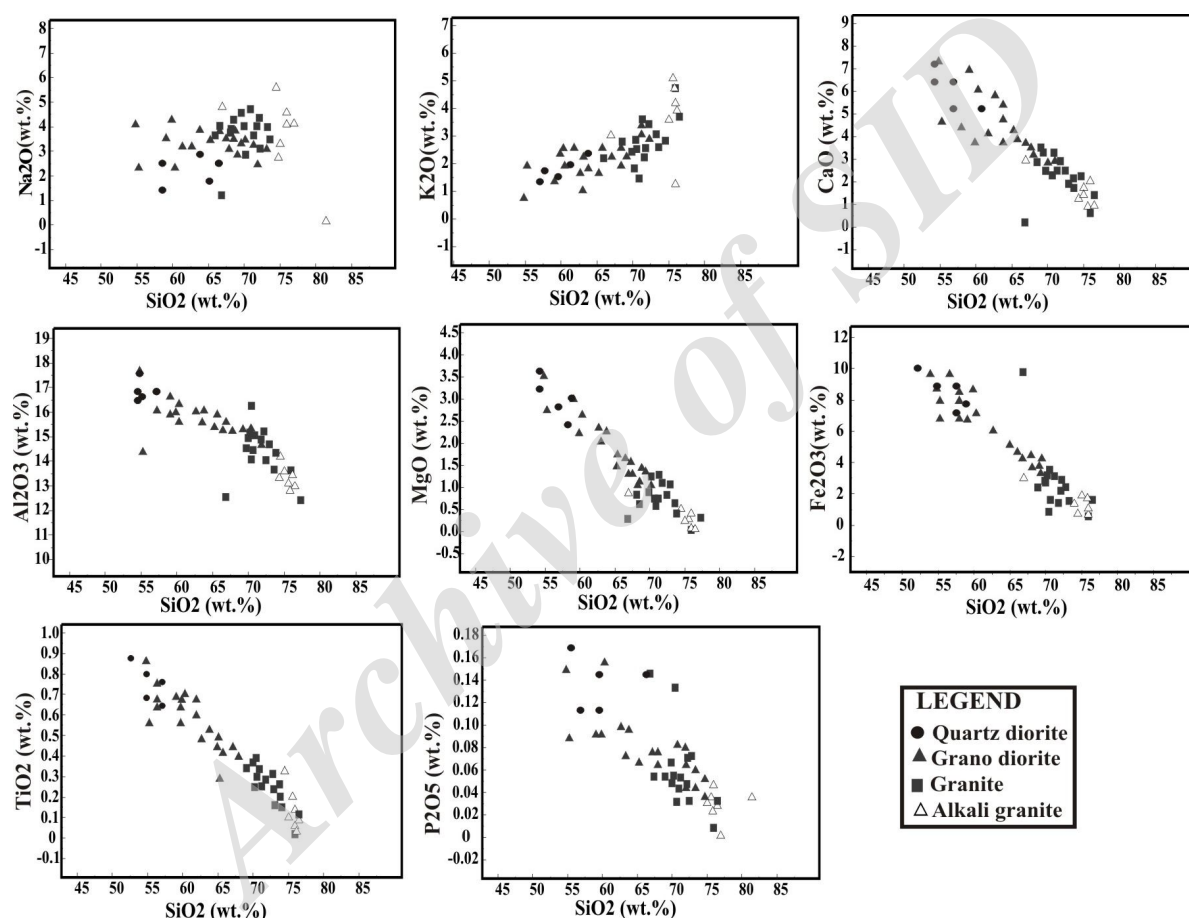 Na2O(wt.%)
8
7
6
5
4
3
2
1
0
-1
45 50 55 60 65 70 75 80 85
SiO2 (wt.%)
K2O(wt.%)
7
6
5
4
3
2
1
0
-1
45 50 55 60 65 70 75 80 85
SiO2 (wt.%)
CaO (wt.%)
9
8
7
6
5
4
3
2
1
0
-1
45 50 55 60 65 70 75 80 85
SiO2 (wt.%)
Al2O3 (wt.%)
19
18
17
16
15
14
13
12
11
10
45 50 55 60 65 70 75 80 85
SiO2 (wt.%)
MgO (wt.%)
4.5
4.0
3.5
3.0
2.5
2.0
1.5
1.0
0.5
0.0
-0.5
45 50 55 60 65 70 75 80 85
SiO2 (wt.%)
Fe2O3(wt.%)
12
10
8
6
4
2
0
-2
45 50 55 60 65 70 75 80 85
SiO2 (wt.%)
TiO2 (wt.%)
1.0
0.9
0.8
0.7
0.6
0.5
0.4
0.3
0.2
0.1
0
-0.1
45 50 55 60 65 70 75 80 85
SiO2 (wt.%)
P2O5 (wt.%)
0.18
0.16
0.14
0.12
0.10
0.08
0.06
0.04
0.02
0
-0.02
45 50 55 60 65 70 75 80 85
SiO2 (wt.%)
LEGEND
Quartz diorite
Grano diorite
Granite
Alkali granite
Archive of SID